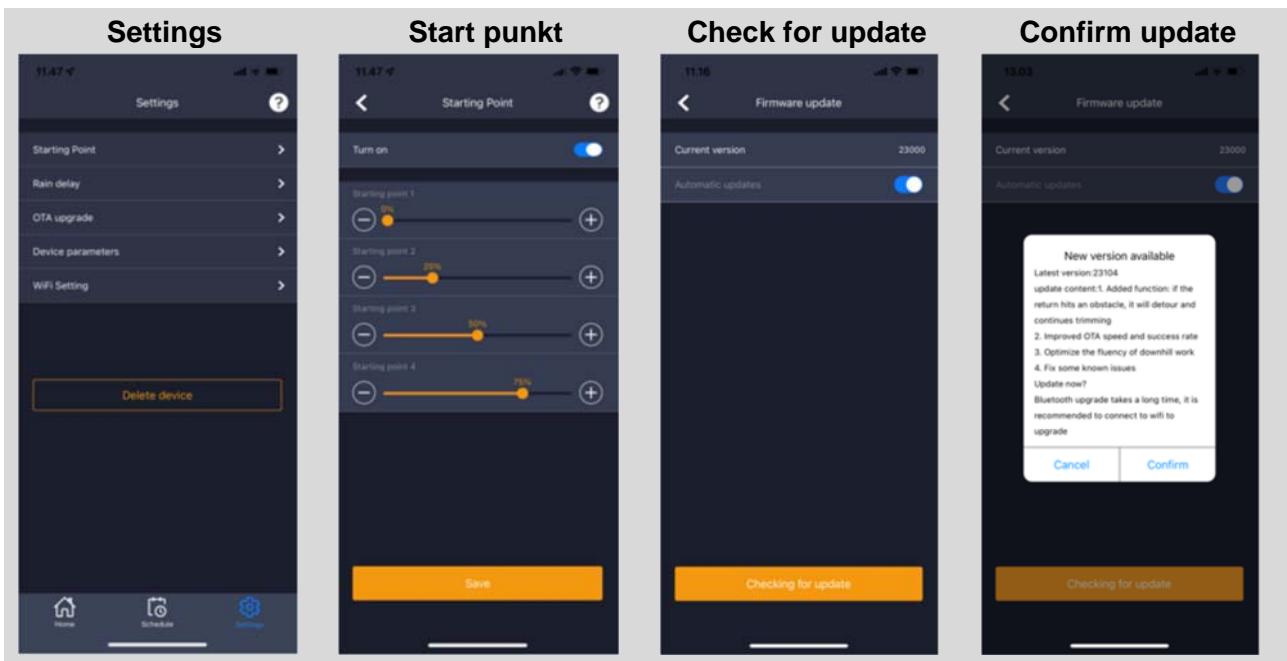 Settings
Start punkt
Check for update
Confirm update
11.47
Settings
?
Starting Point
Rain delay
OTA upgrade
Device parameters
WiFi Setting
Delete device
Home
Schedule
Settings
11.47
Starting Point
?
Turn on
Starting point 1
0%
Starting point 2
25%
Starting point 3
50%
Starting point 4
75%
Save
11.16
Firmware update
Current version 23000
Automatic updates
Checking for update
13.03
Firmware update
Current version 23000
Automatic updates
New version available
Latest version:23104
update content:1. Added function: if the
return hits an obstacle, it will detour and
continues trimming
2. Improved OTA speed and success rate
3. Optimize the fluency of downhill work
4. Fix some known issues
Update now?
Bluetooth upgrade takes a long time, it is
recommended to connect to wifi to
upgrade
Cancel Confirm
Checking for update